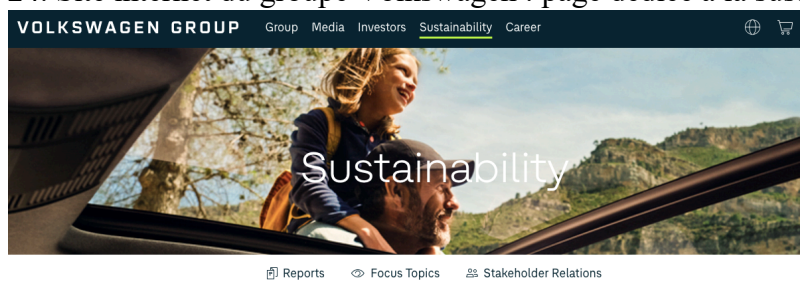 VOLKSWAGEN GROUP Group Media Investors Sustainability Career
Sustainability
Reports Focus Topics Stakeholder Relations